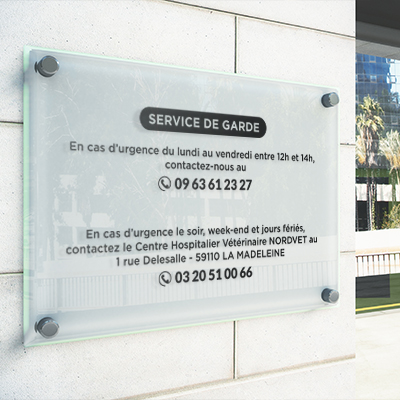 SERVICE DE GARDE
En cas d'urgence du lundi au vendredi entre 12h et 14h,
contactez-nous au
09 63 61 23 27
En cas d'urgence le soir, week-end et jours fériés,
contactez le Centre Hospitalier Vétérinaire NORDVET au
1 rue Delesalle - 59110 LA MADELEINE
03 20 51 00 66